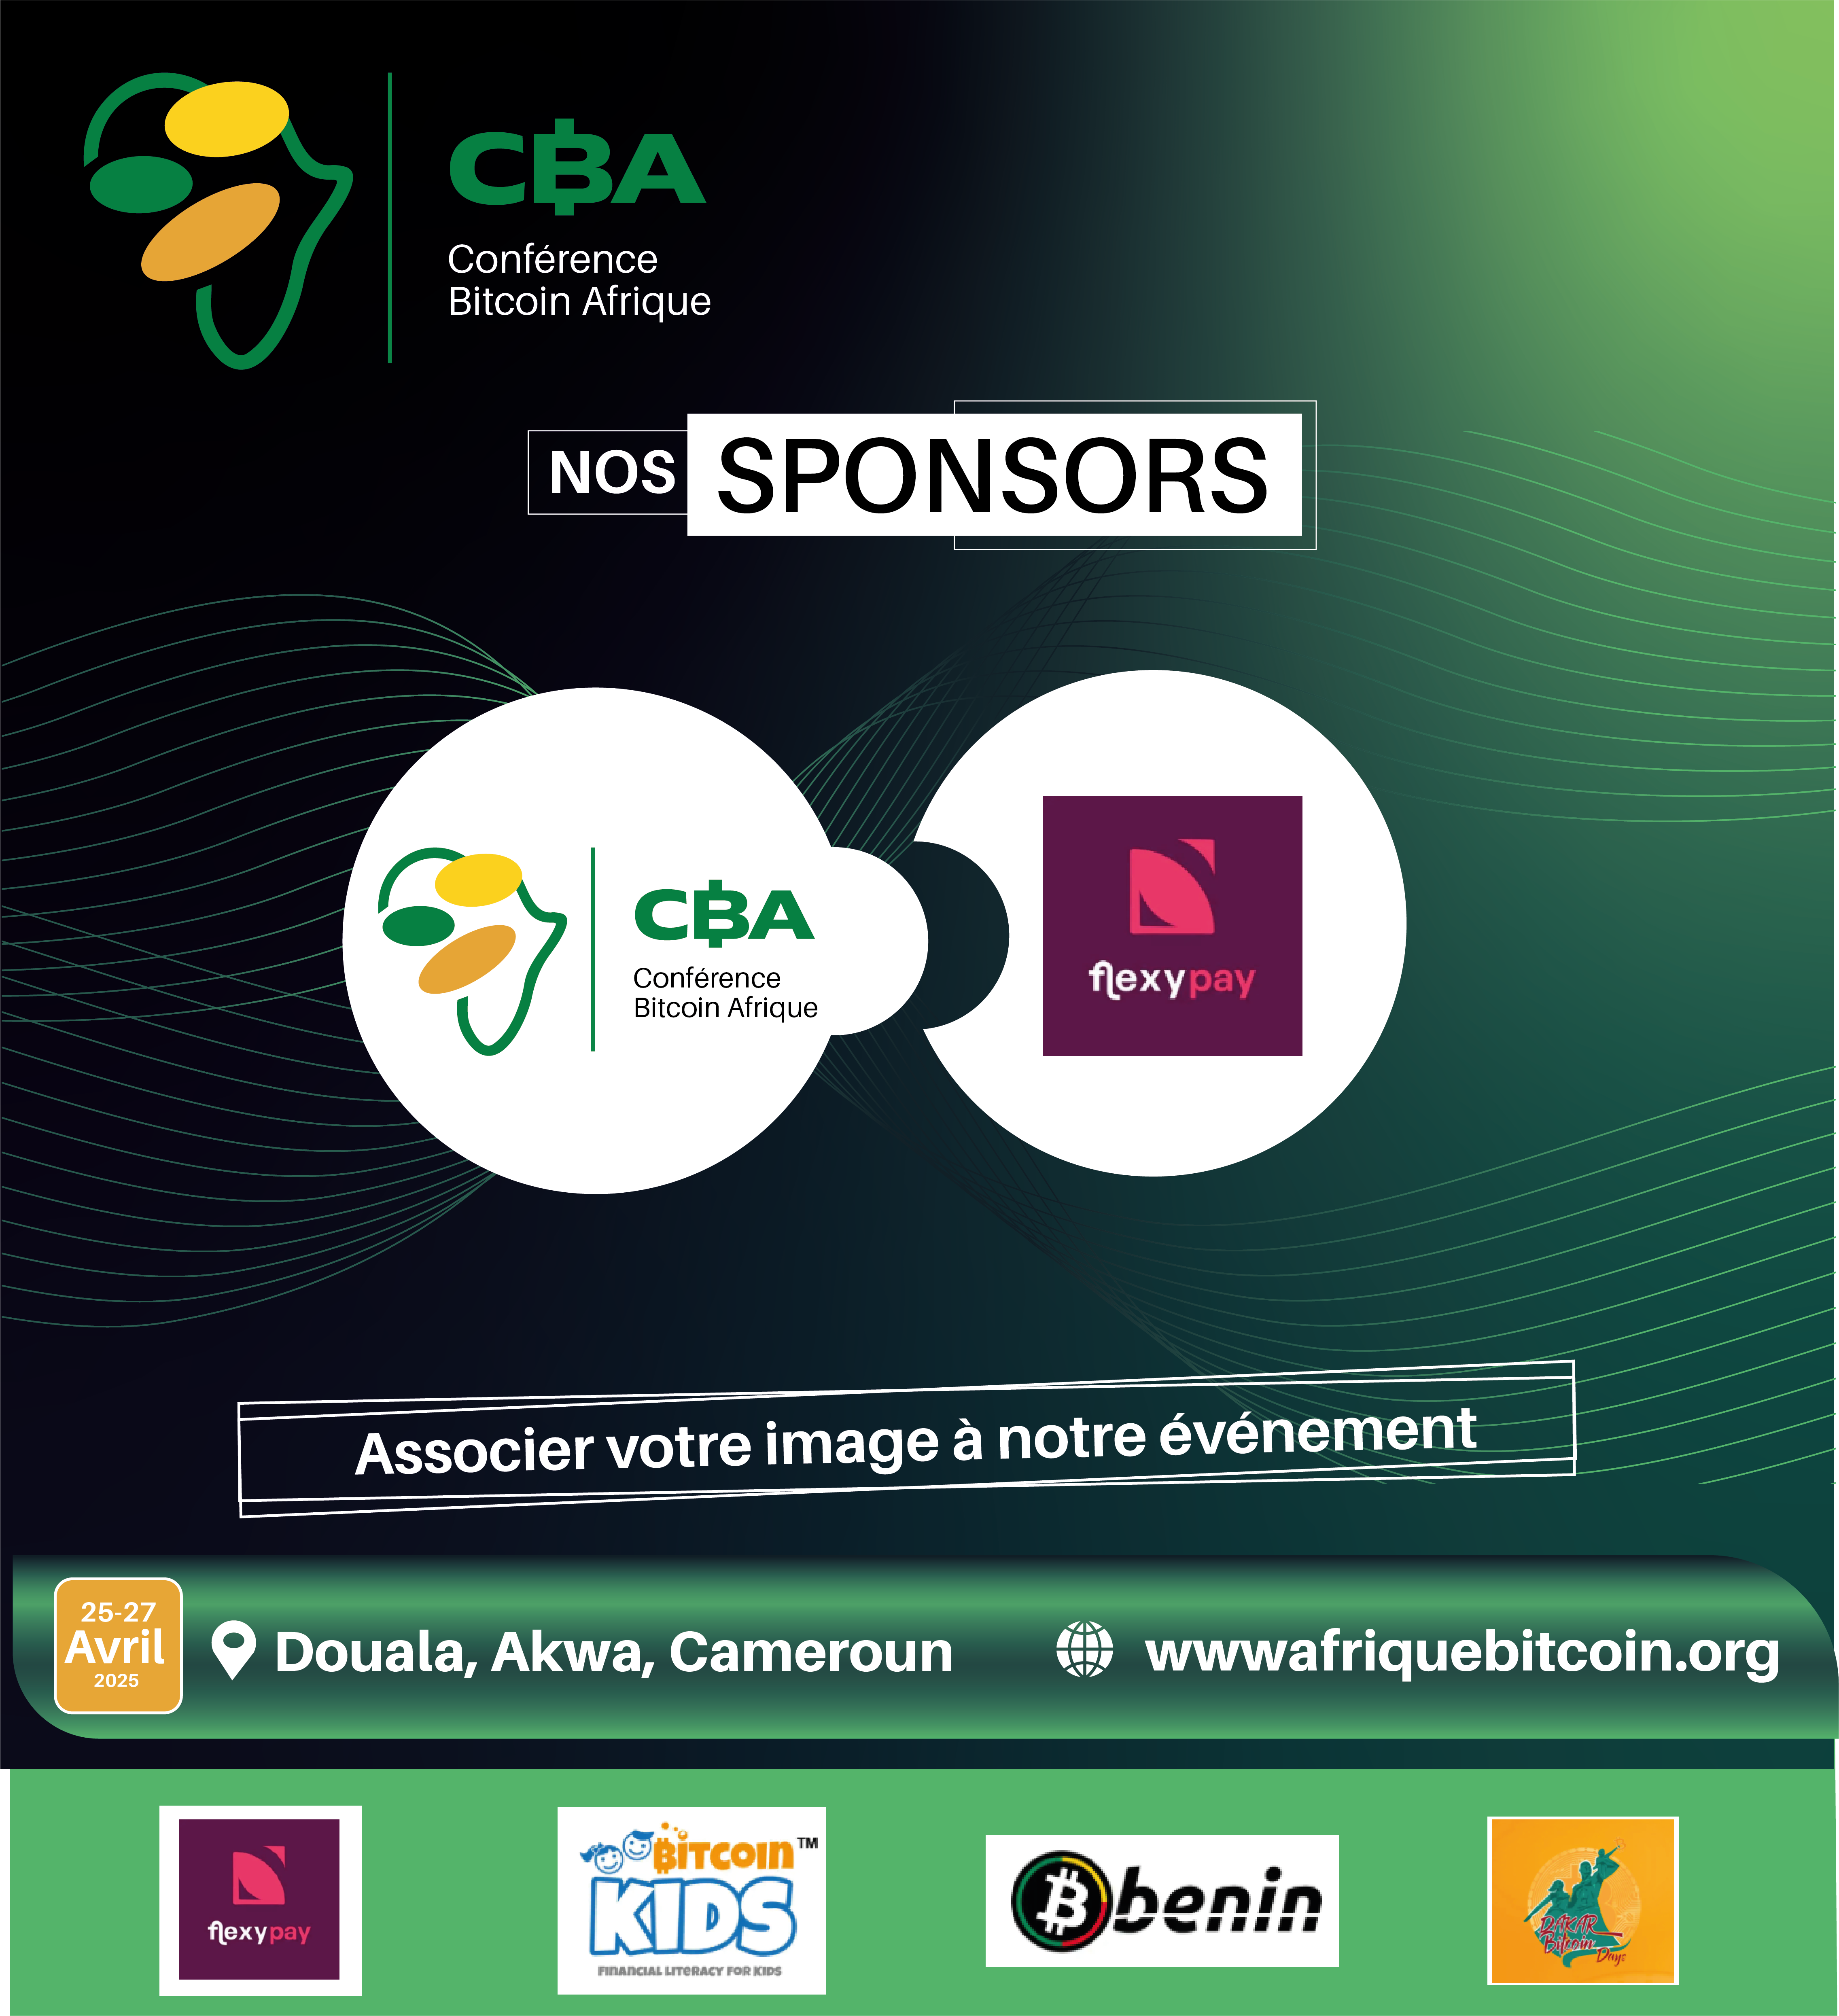 CBA
Conférence
Bitcoin Afrique
NOS SPONSORS
CBA
Conférence
Bitcoin Afrique
flexypay
Associer votre image à notre événement
25-27
Avril
2025
Douala, Akwa, Cameroun
wwwafriquebitcoin.org
flexypay
BITCOIN™
KIDS
FINANCIAL LITERACY FOR KIDS
benin
DAKAR
Bitcoin
Days